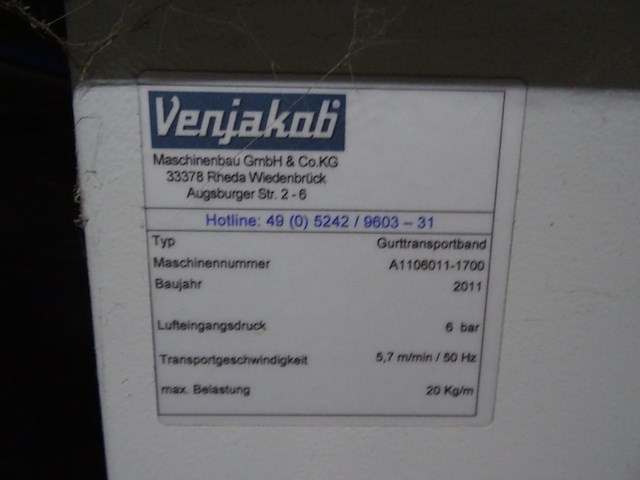 Venjakob
Maschinenbau GmbH & Co.KG
33378 Rheda Wiedenbrück
Augsburger Str. 2 - 6
Hotline: 49 (0) 5242 / 9603 – 31
Typ Gurttransportband
Maschinennummer A1106011-1700
Baujahr 2011
Lufteingangsdruck 6 bar
Transportgeschwindigkeit 5,7 m/min / 50 Hz
max. Belastung 20 Kg/m